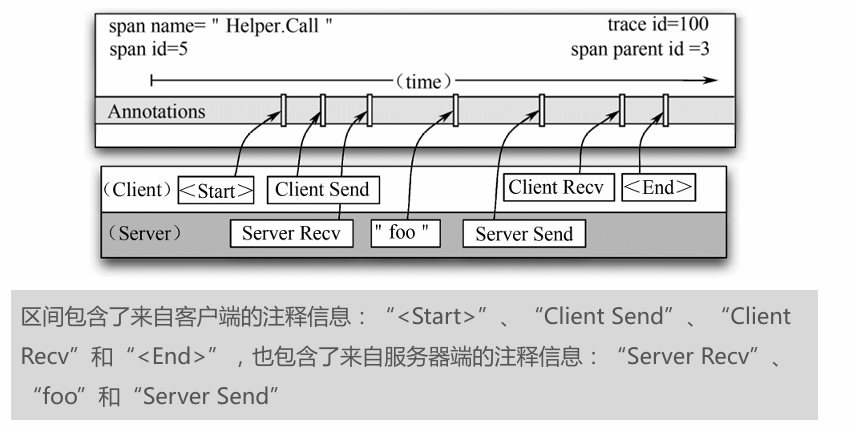 span name= " Helper.Call "
trace id=100
span id=5
span parent id =3
（time）
Annotations
（Client）
<Start>
Client Send
Client Recv
<End>
（Server）
Server Recv
" foo "
Server Send
区间包含了来自客户端的注释信息：“<Start>”、“Client Send”、“Client
Recv”和“<End>”，也包含了来自服务器端的注释信息：“Server Recv”、
“foo”和“Server Send”